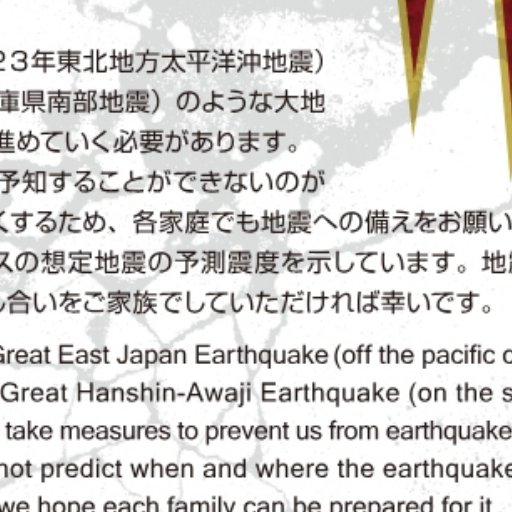 23年東北地方太平洋沖地震）
庫県南部地震）のような大地
進めていく必要があります。
予知することができないのが
くするため、各家庭でも地震への備えをお願い
スの想定地震の予測震度を示しています。地
し合いをご家族でしていただければ幸いです。
Great East Japan Earthquake (off the pacific
Great Hanshin-Awaji Earthquake (on the s
take measures to prevent us from earthquake
not predict when and where the earthquake
we hope each family can be prepared for it